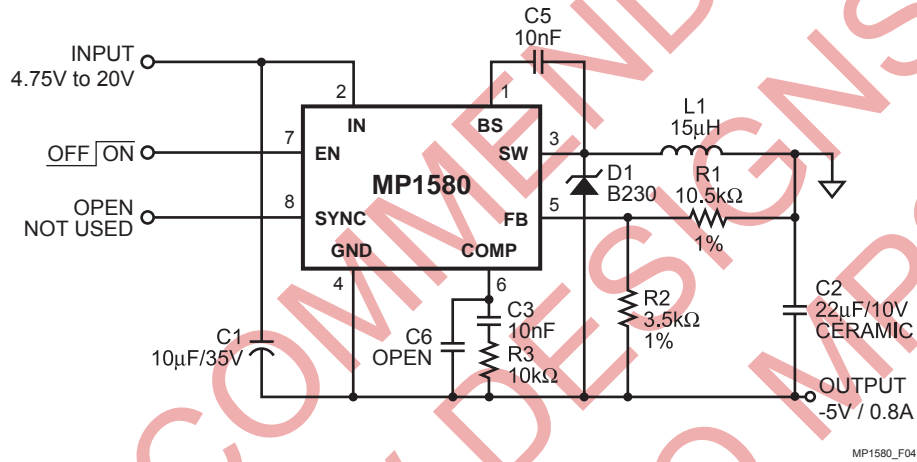 C5
10nF
INPUT
4.75V to 20V
2
1
IN
BS
L1
15µH
7
EN
3
SW
OFF ON
MP1580
D1
B230
R1
10.5kΩ
1%
OPEN
NOT USED
8
SYNC
FB
5
GND
COMP
4
6
C3
10nF
R2
3.5kΩ
1%
C2
22µF/10V
CERAMIC
C1
10µF/35V
C6
OPEN
R3
10kΩ
OUTPUT
-5V / 0.8A
MP1580_F04
COMMEND
DESIGNS
O MPS